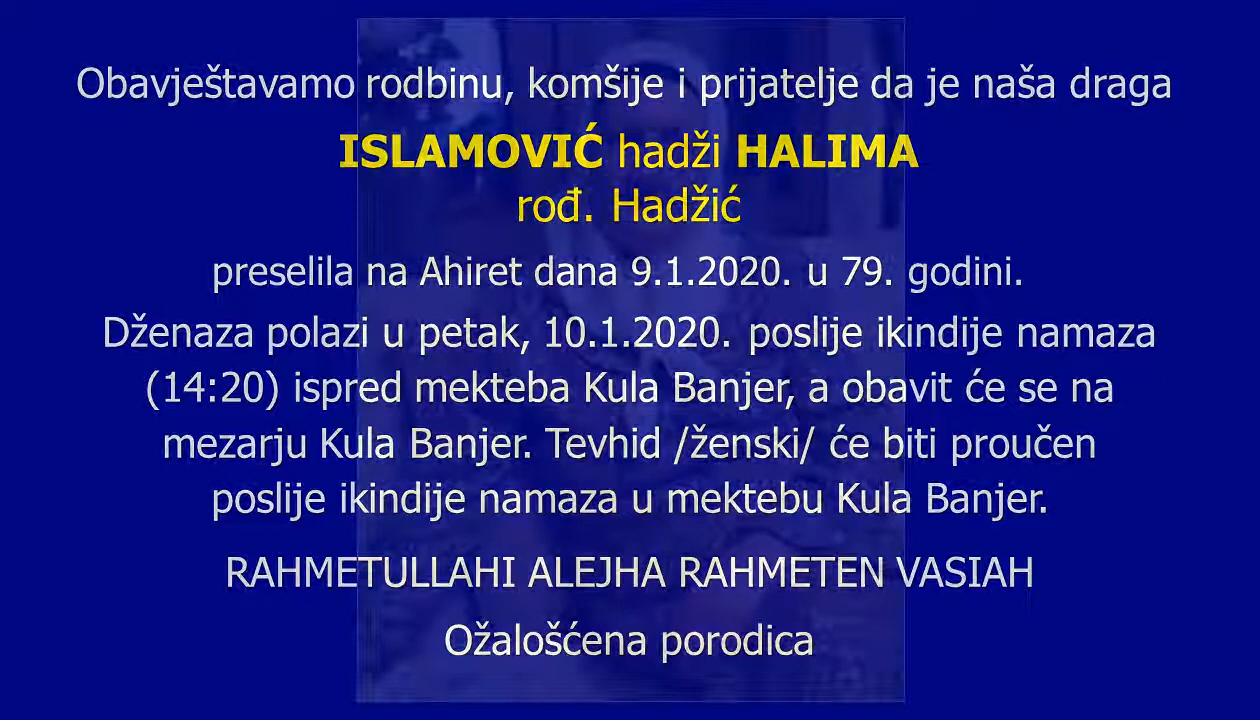 Obavještavamo rodbinu, komšije i prijatelje da je naša draga
ISLAMOVIĆ hadži HALIMA
rođ. Hadžić
preselila na Ahiret dana 9.1.2020. u 79. godini.
Dženaza polazi u petak, 10.1.2020. poslije ikindije namaza
(14:20) ispred mekteba Kula Banjer, a obavit će se na
mezarju Kula Banjer. Tevhid /ženski/ će biti proučen
poslije ikindije namaza u mektebu Kula Banjer.
RAHMETULLAHI ALEJHA RAHMETEN VASIAH
Ožalošćena porodica